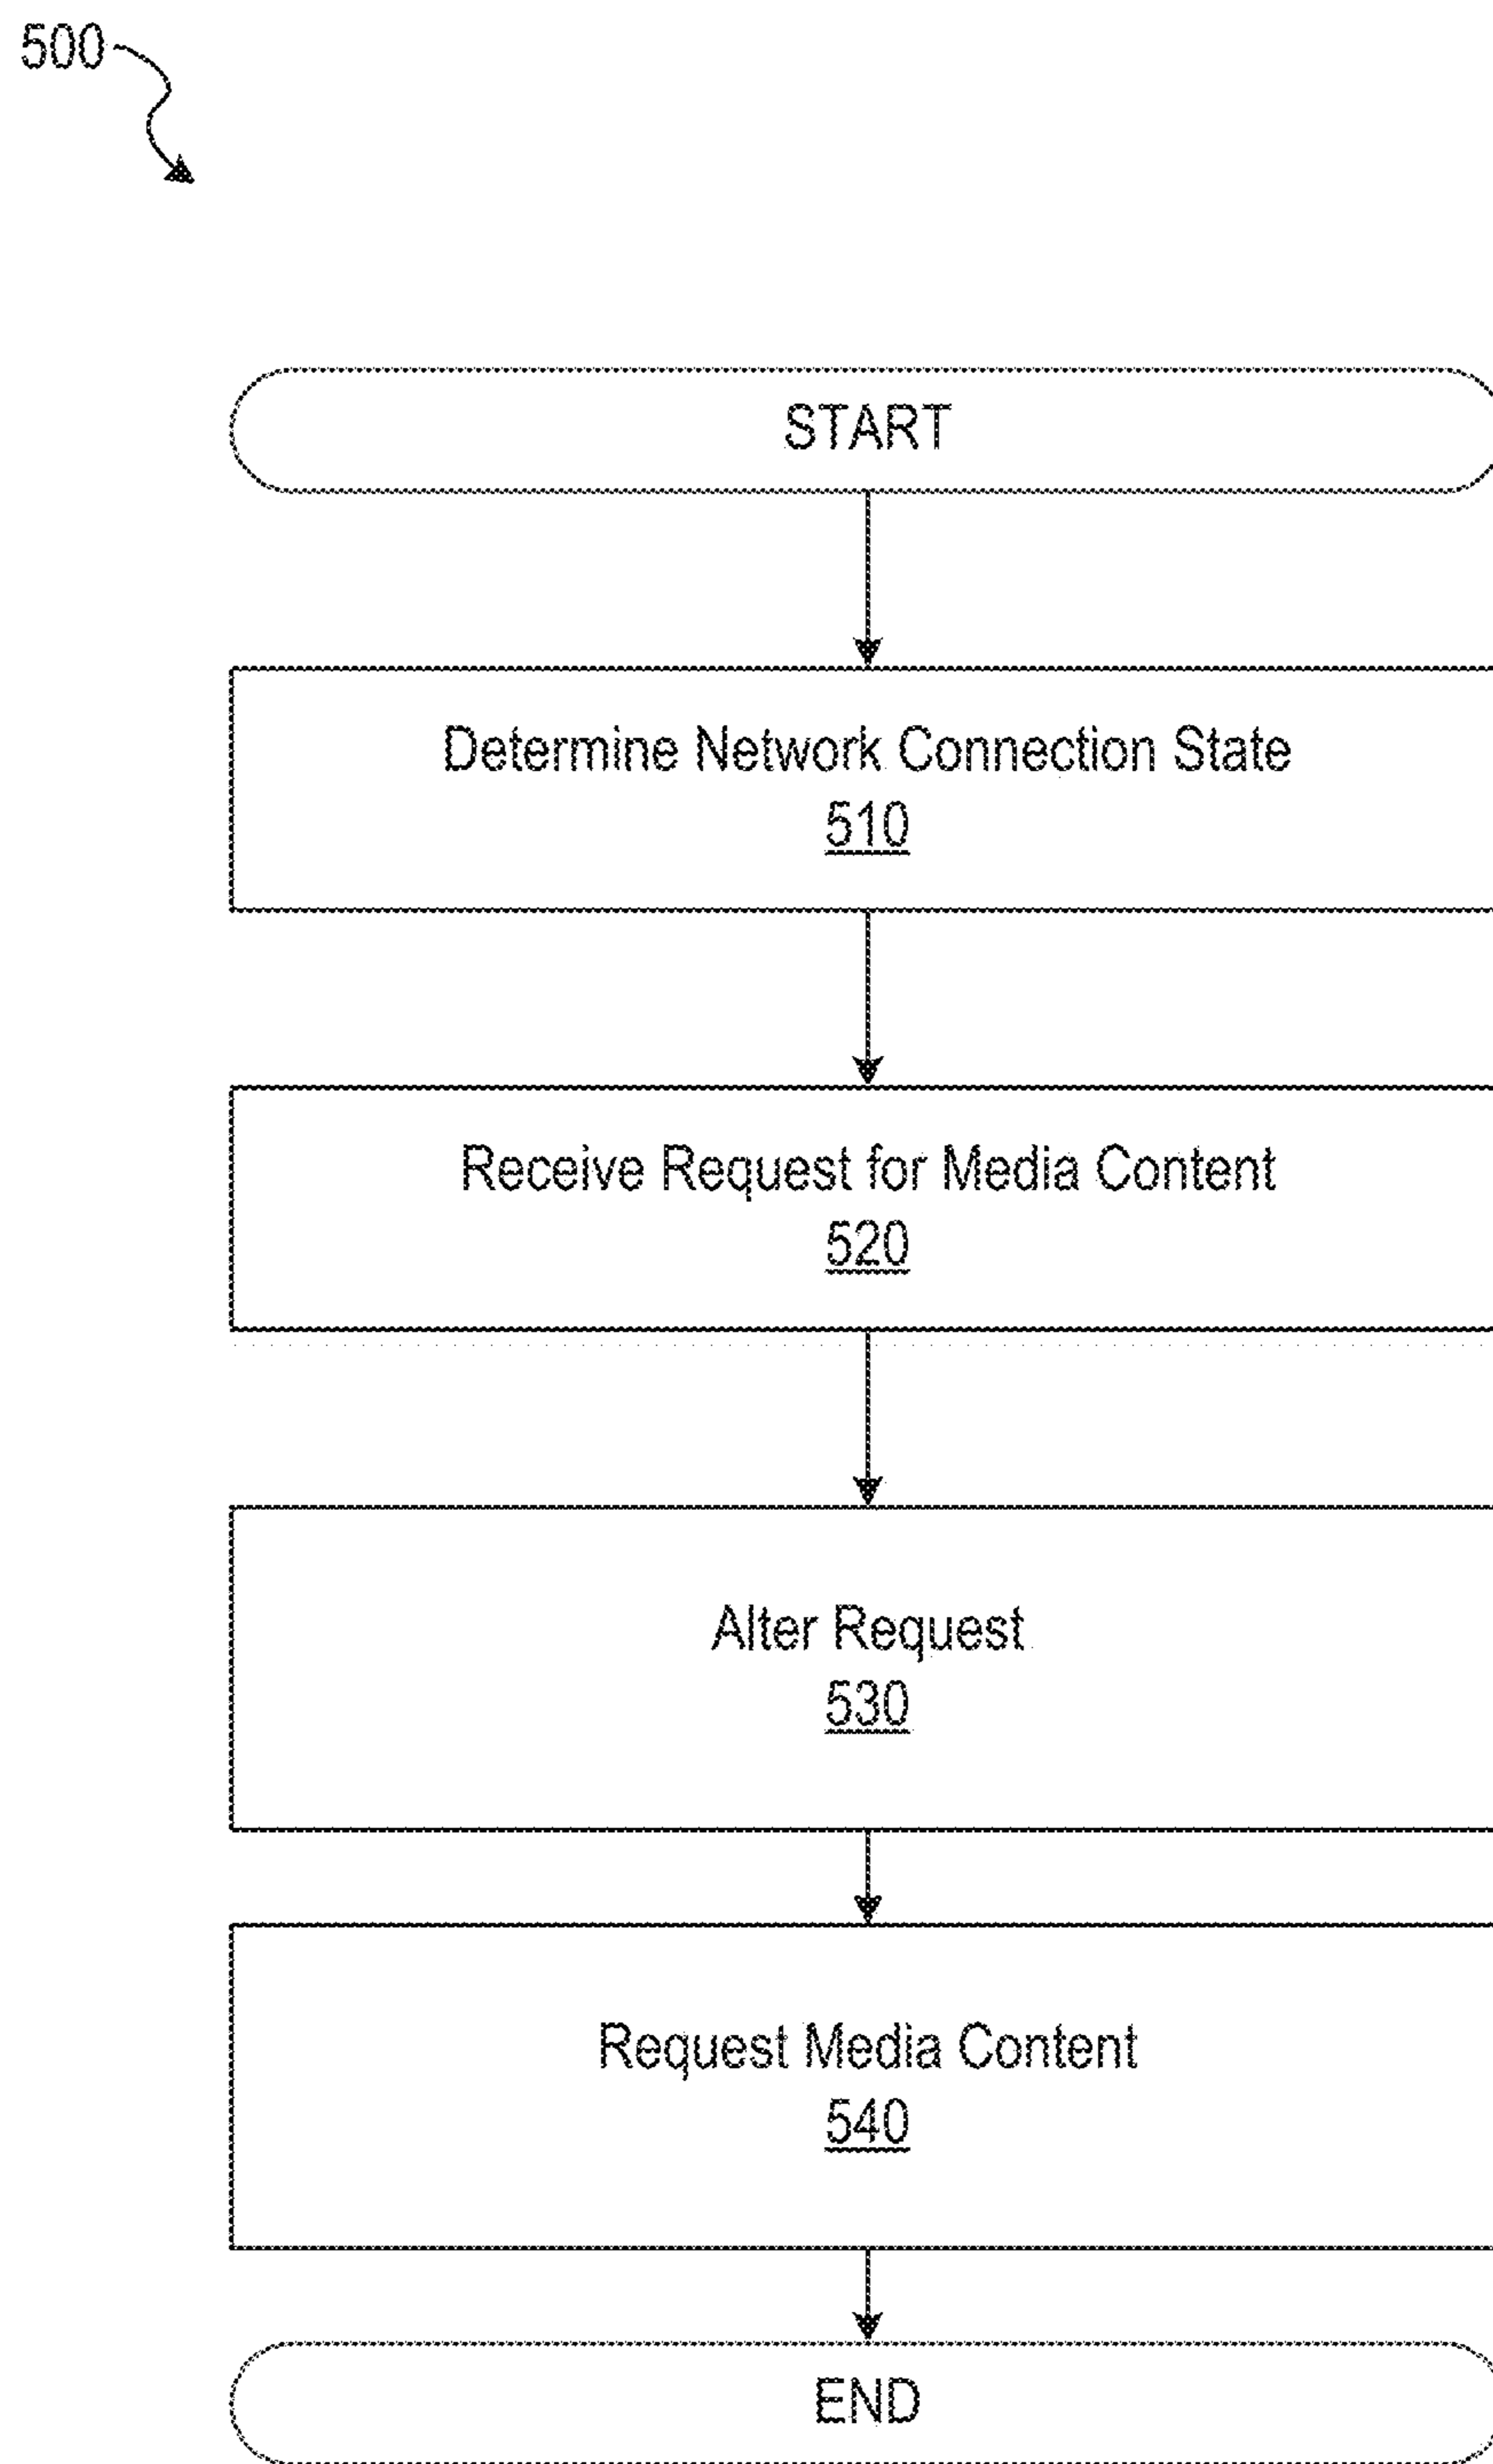 500
START
Determine Network Connection State
510
Receive Request for Media Content
520
Alter Request
530
Request Media Content
540
END